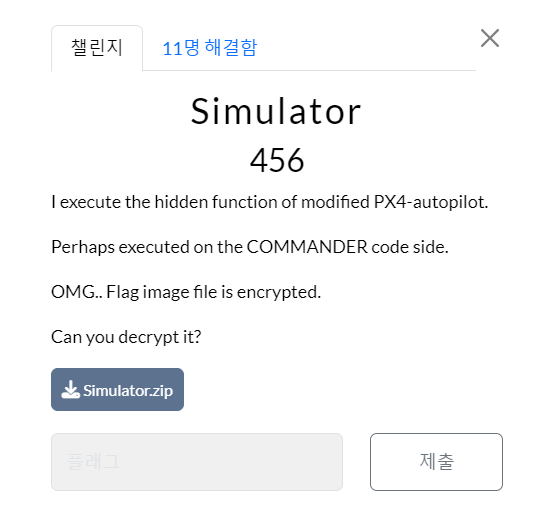 챌린지
11명 해결함
Simulator
456
I execute the hidden function of modified PX4-autopilot.
Perhaps executed on the COMMANDER code side.
OMG.. Flag image file is encrypted.
Can you decrypt it?
Simulator.zip
플래그
제출